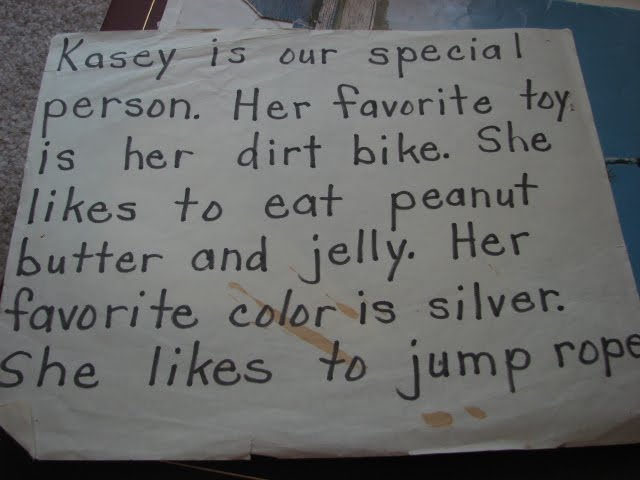 Kasey is our special
person. Her favorite toy
is her dirt bike. She
likes to eat peanut
butter and jelly. Her
favorite color is silver.
She likes to jump rope